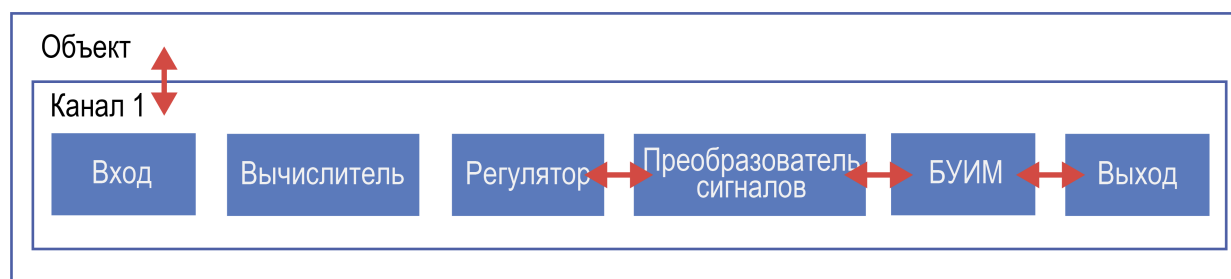 Объект
Канал 1
Вход
Вычислитель
Регулятор
Преобразователь
сигналов
БУИМ
Выход